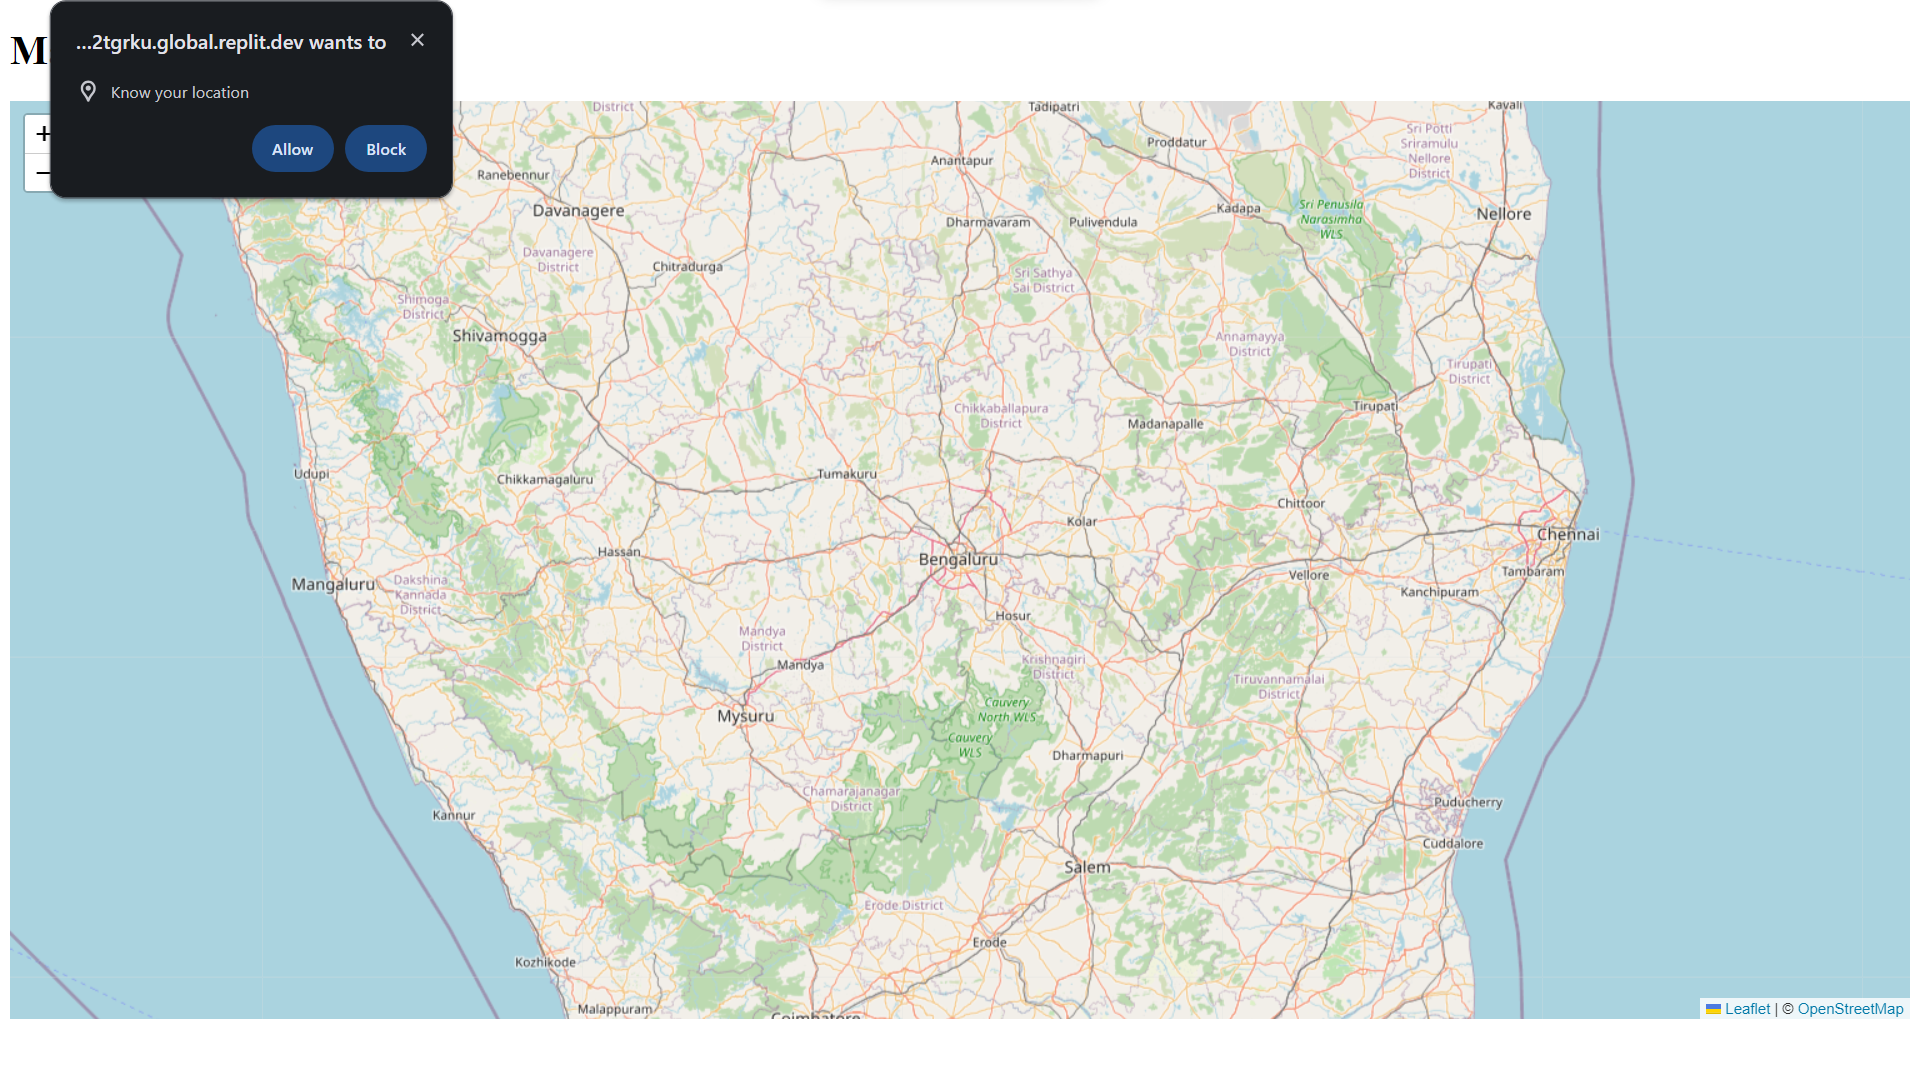 ...2tgrku.global.replit.dev wants to
Know your location
Allow
Block
M
+
−
District
Tadipatri
Kavali
Sri Potti
Sriramulu
Nellore
District
Proddatur
Anantapur
Ranebennur
Davanagere
Dharmavaram
Pulivendula
Kadapa
Sri Penusila
Narasimha
WLS
Nellore
Davanagere
District
Chitradurga
Sri Sathya
Sai District
Shimoga
District
Shivamogga
Annamayya
District
Tirupati
District
Tirupati
Chikkaballapura
District
Madanapalle
Udupi
Chikkamagaluru
Tumakuru
Chittoor
Kolar
Chennai
Hassan
Bengaluru
Vellore
Tambaram
Mangaluru
Dakshina
Kannada
District
Kanchipuram
Hosur
Mandya
District
Mandya
Krishnagiri
District
Tiruvannamalai
District
Cauvery
North WLS
Mysuru
Cauvery
WLS
Dharmapuri
Chamarajanagar
District
Puducherry
Kannur
Cuddalore
Salem
Erode District
Erode
Kozhikode
Malappuram
Coimbatore
Leaflet | © OpenStreetMap